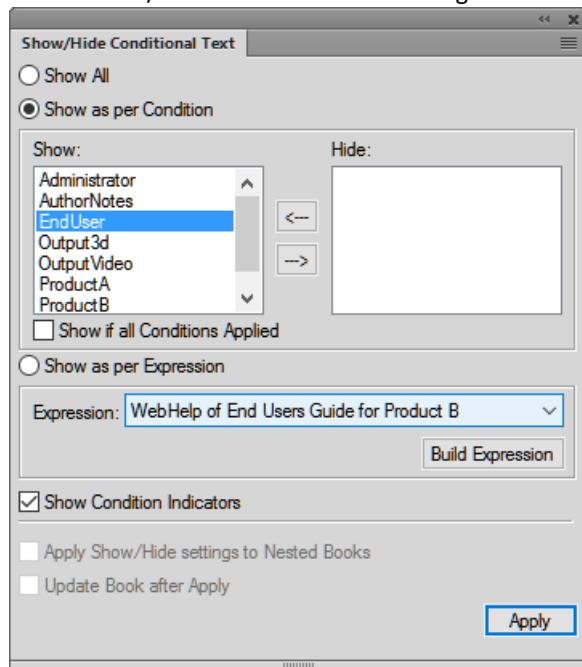 Show/Hide Conditional Text
Show All
Show as per Condition
Show:
Hide:
Administrator
AuthorNotes
EndUser
Output3d
OutputVideo
ProductA
ProductB
<---
--->
Show if all Conditions Applied
Show as per Expression
Expression: WebHelp of End Users Guide for Product B
Build Expression
Show Condition Indicators
Apply Show/Hide settings to Nested Books
Update Book after Apply
Apply